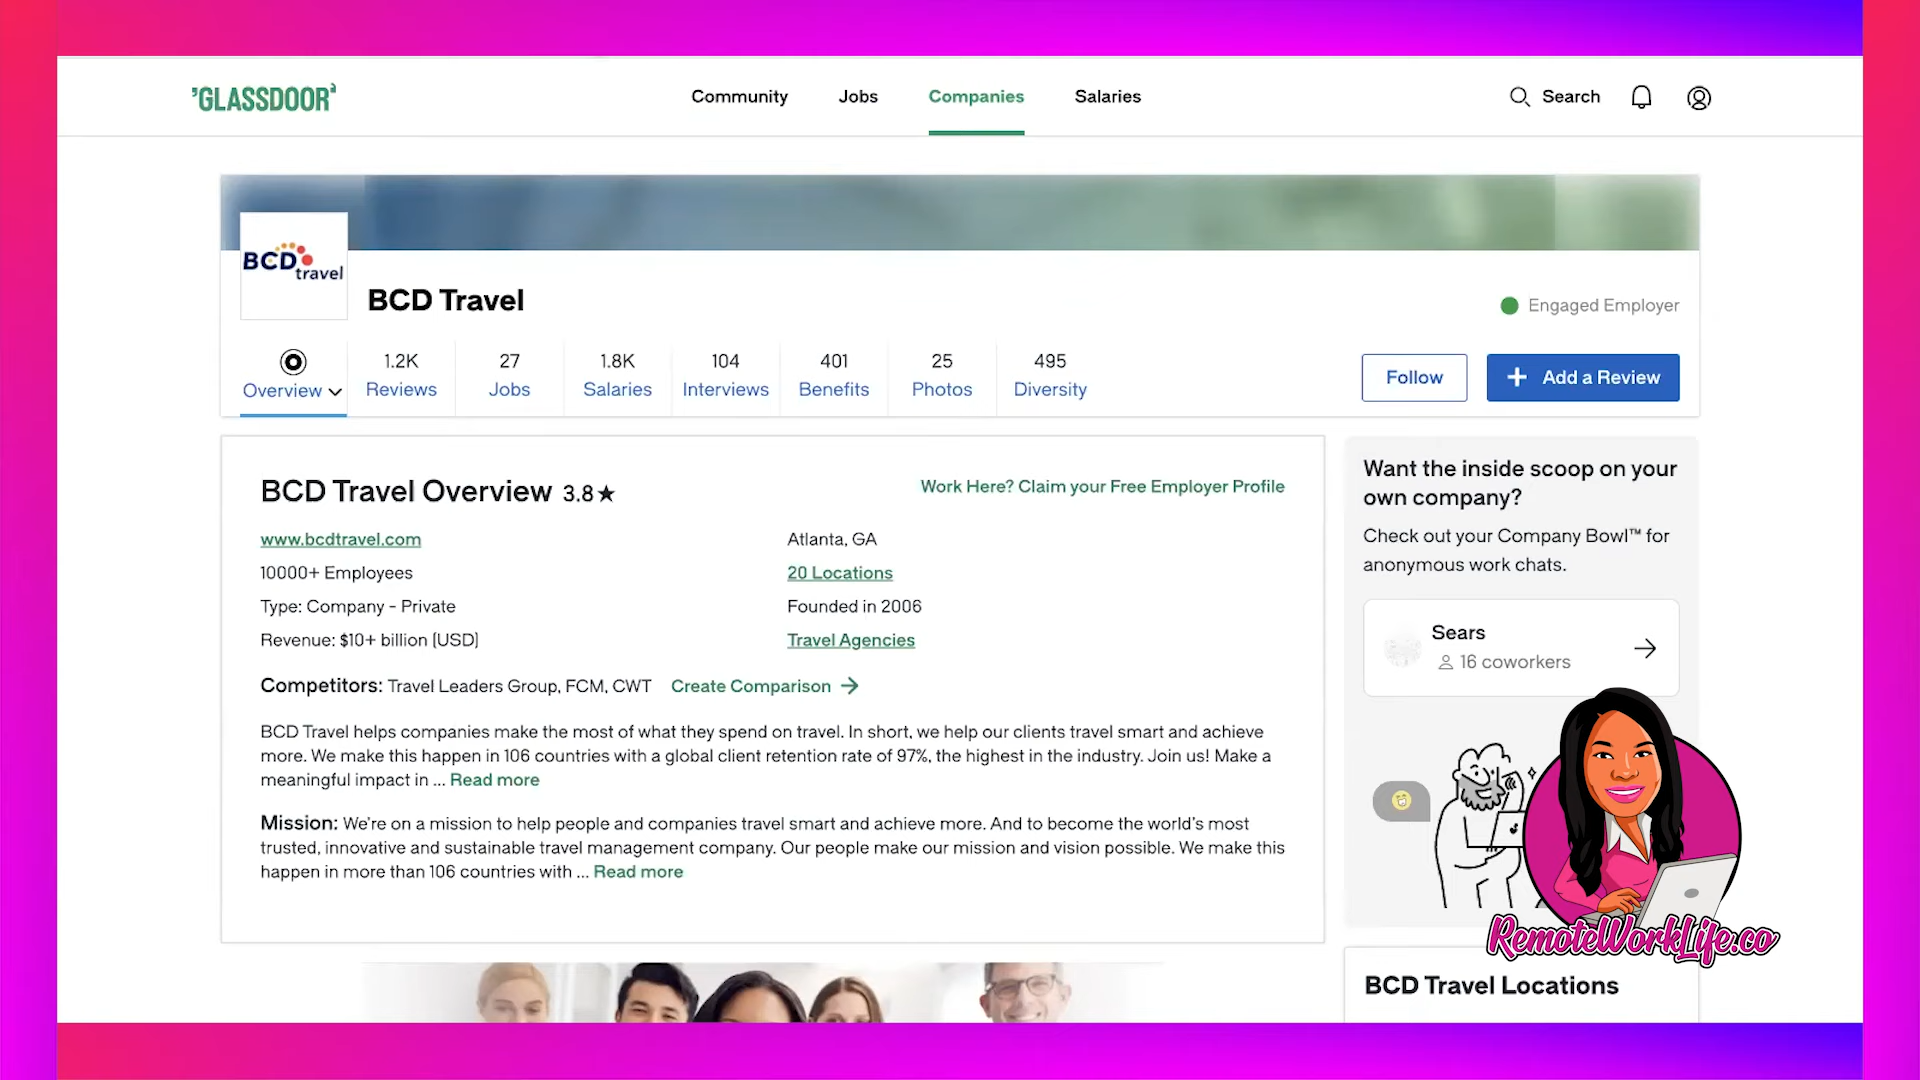 GLASSDOOR
Community Jobs Companies Salaries
Search
BCD travel
BCD Travel
Engaged Employer
Overview
1.2K
Reviews
27
Jobs
1.8K
Salaries
104
Interviews
401
Benefits
25
Photos
495
Diversity
Follow
+ Add a Review
BCD Travel Overview 3.8★
Work Here? Claim your Free Employer Profile
www.bcdtravel.com
10000+ Employees
Type: Company - Private
Revenue: $10+ billion (USD)
Atlanta, GA
20 Locations
Founded in 2006
Travel Agencies
Competitors: Travel Leaders Group, FCM, CWT Create Comparison
BCD Travel helps companies make the most of what they spend on travel. In short, we help our clients travel smart and achieve
more. We make this happen in 106 countries with a global client retention rate of 97%, the highest in the industry. Join us! Make a
meaningful impact in ... Read more
Mission: We're on a mission to help people and companies travel smart and achieve more. And to become the world's most
trusted, innovative and sustainable travel management company. Our people make our mission and vision possible. We make this
happen in more than 106 countries with ... Read more
Want the inside scoop on your
own company?
Check out your Company Bowl™ for
anonymous work chats.
Sears
16 coworkers
RemoteWorkLife.co
BCD Travel Locations